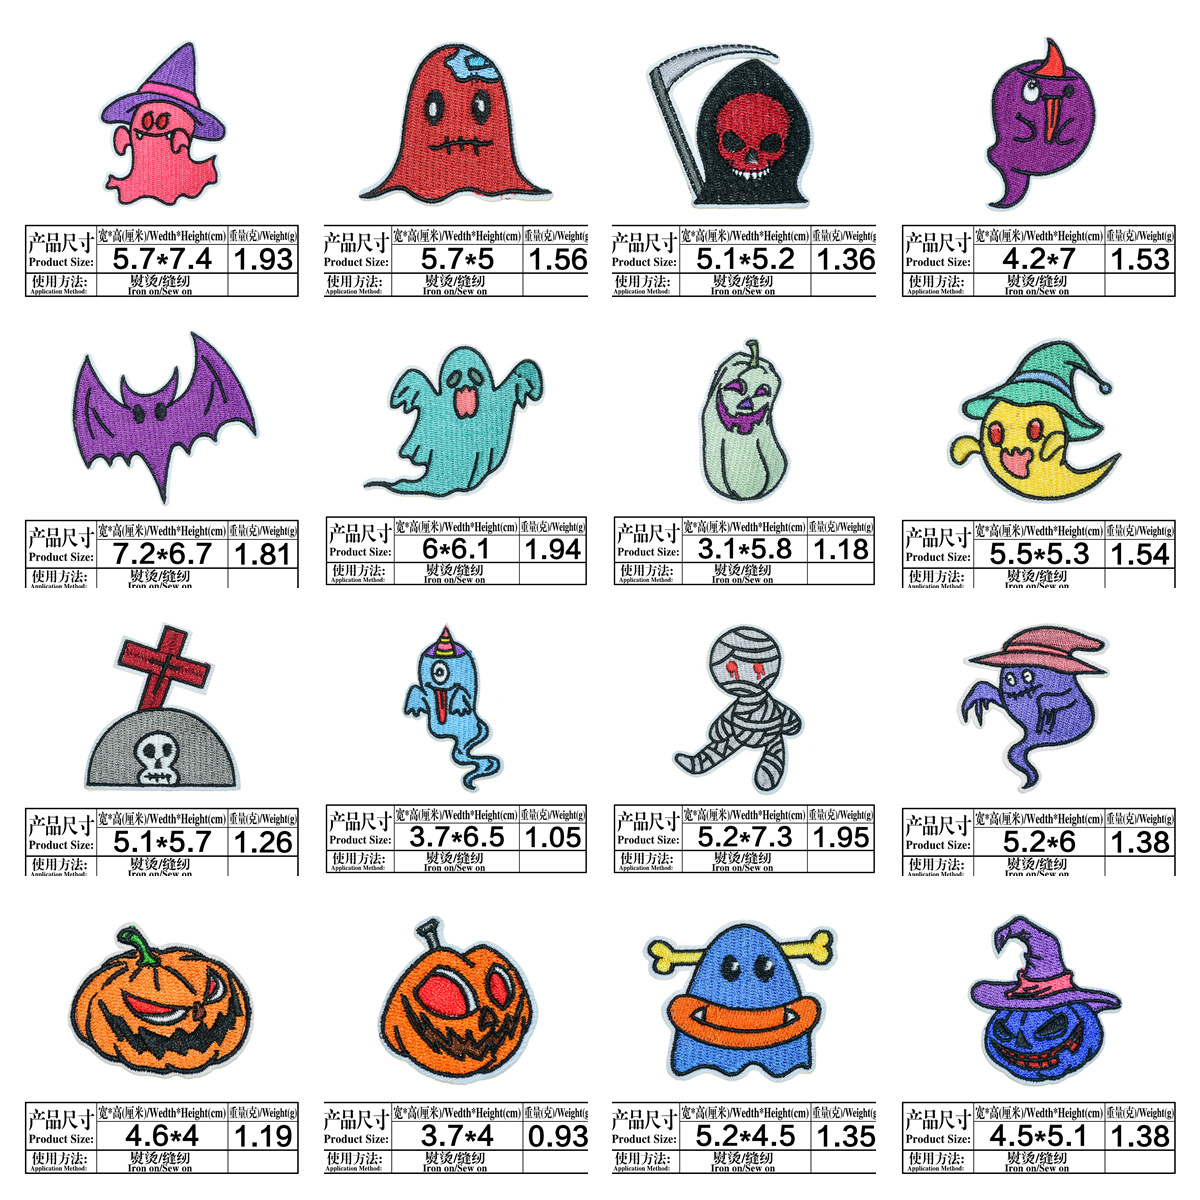 产品尺寸 宽*高(厘米)/Wedth*Height(cm) 重量(克)/Weight(g)
Product Size: 5.7*7.4 1.93
使用方法: 熨烫/缝纫
Application Method: Iron on/Sew on
产品尺寸 宽*高(厘米)/Wedth*Height(cm) 重量(克)/Weight(g
Product Size: 5.7*5 1.56
使用方法: 熨烫/缝纫
Application Method: Iron on/Sew on
产品尺寸 宽*高(厘米)/Wedth*Height(cm) 重量(克)/Weight(g
Product Size: 5.1*5.2 1.36
使用方法: 熨烫/缝纫
Application Method: Iron on/Sew on
产品尺寸 宽*高(厘米)/Wedth*Height(cm) 重量(克)/Weight(g)
Product Size: 4.2*7 1.53
使用方法: 熨烫/缝纫
Application Method: Iron on/Sew on
产品尺寸 宽*高(厘米)/Wedth*Height(cm) 重量(克)/Weight(g)
Product Size: 7.2*6.7 1.81
使用方法: 熨烫/缝纫
Application Method: Iron on/Sew on
产品尺寸 宽*高(厘米)/Wedth*Height(cm) 重量(克)/Weight(g)
Product Size: 6*6.1 1.94
使用方法: 熨烫/缝纫
Application Method: Iron on/Sew on
产品尺寸 宽*高(厘米)/Wedth*Height(cm) 重量(克)/Weight(g)
Product Size: 3.1*5.8 1.18
使用方法: 熨烫/缝纫
Application Method: Iron on/Sew on
产品尺寸 宽*高(厘米)/Wedth*Height(cm) 重量(克)/Weight(g)
Product Size: 5.5*5.3 1.54
使用方法: 熨烫/缝纫
Application Method: Iron on/Sew on
产品尺寸 宽*高(厘米)/Wedth*Height(cm) 重量(克)/Weight(g)
Product Size: 5.1*5.7 1.26
使用方法: 熨烫/缝纫
Application Method: Iron on/Sew on
产品尺寸 宽*高(厘米)/Wedth*Height(cm) 重量(克)/Weight(g)
Product Size: 3.7*6.5 1.05
使用方法: 熨烫/缝纫
Application Method: Iron on/Sew on
产品尺寸 宽*高(厘米)/Wedth*Height(cm) 重量(克)/Weight(g)
Product Size: 5.2*7.3 1.95
使用方法: 熨烫/缝纫
Application Method: Iron on/Sew on
产品尺寸 宽*高(厘米)/Wedth*Height(cm) 重量(克)/Weight(g)
Product Size: 5.2*6 1.38
使用方法: 熨烫/缝纫
Application Method: Iron on/Sew on
产品尺寸 宽*高(厘米)/Wedth*Height(cm) 重量(克)/Weight(g)
Product Size: 4.6*4 1.19
使用方法: 熨烫/缝纫
Application Method: Iron on/Sew on
产品尺寸 宽*高(厘米)/Wedth*Height(cm) 重量(克)/Weight(g
Product Size: 3.7*4 0.93
使用方法: 熨烫/缝纫
Application Method: Iron on/Sew on
产品尺寸 宽*高(厘米)/Wedth*Height(cm) 重量(克)/Weight(g
Product Size: 5.2*4.5 1.35
使用方法: 熨烫/缝纫
Application Method: Iron on/Sew on
产品尺寸 宽*高(厘米)/Wedth*Height(cm) 重量(克)/Weight(g)
Product Size: 4.5*5.1 1.38
使用方法: 熨烫/缝纫
Application Method: Iron on/Sew on